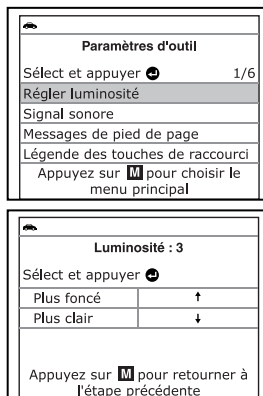 Paramètres d'outil
Sélect et appuyer
1/6
Régler luminosité
Signal sonore
Messages de pied de page
Légende des touches de raccourci
Appuyez sur M pour choisir le
menu principal
Luminosité : 3
Sélect et appuyer
Plus foncé ↑
Plus clair ↓
Appuyez sur M pour retourner à
l'étape précédente